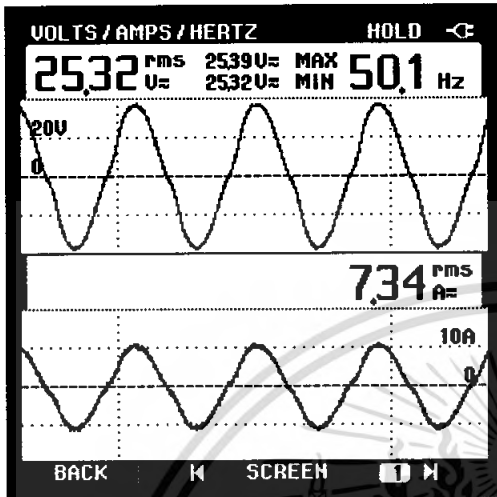 VOLTS/AMPS/HERTZ HOLD
25,32 rms V≂ 25,39 V≂ MAX 50,1 Hz
25,32 V≂ MIN
20V
0
7,34 rms A≂
10A
0
BACK SCREEN 1